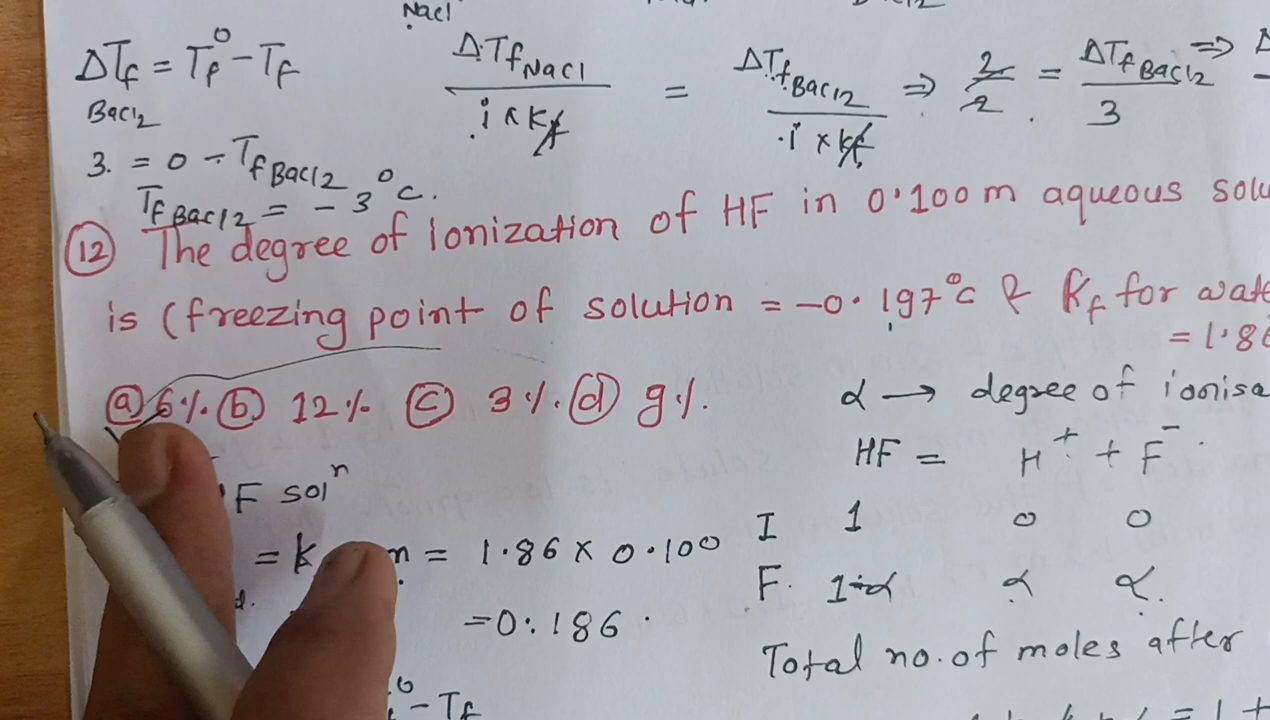 Nacl
ΔTf = Tf⁰ - Tf
Bacl2
ΔTf Nacl / i x kf = ΔTf Bacl2 / i x kf ⇒ 2/2 = ΔTf Bacl2 / 3 ⇒
3. = 0 - Tf Bacl2
Tf Bacl2 = - 3°c.
(12) The degree of ionization of HF in 0.100 m aqueous
is (freezing point of solution = -0.197°c & Kf for
= 1.8
(a) 6%. (b) 12% (c) 3%. (d) 9%.
α → degree of
HF = H⁺ + F⁻
F solⁿ
I 1 0 0
= k m = 1.86 x 0.100
F. 1-α α α.
= 0.186
Total no. of moles after
- Tf